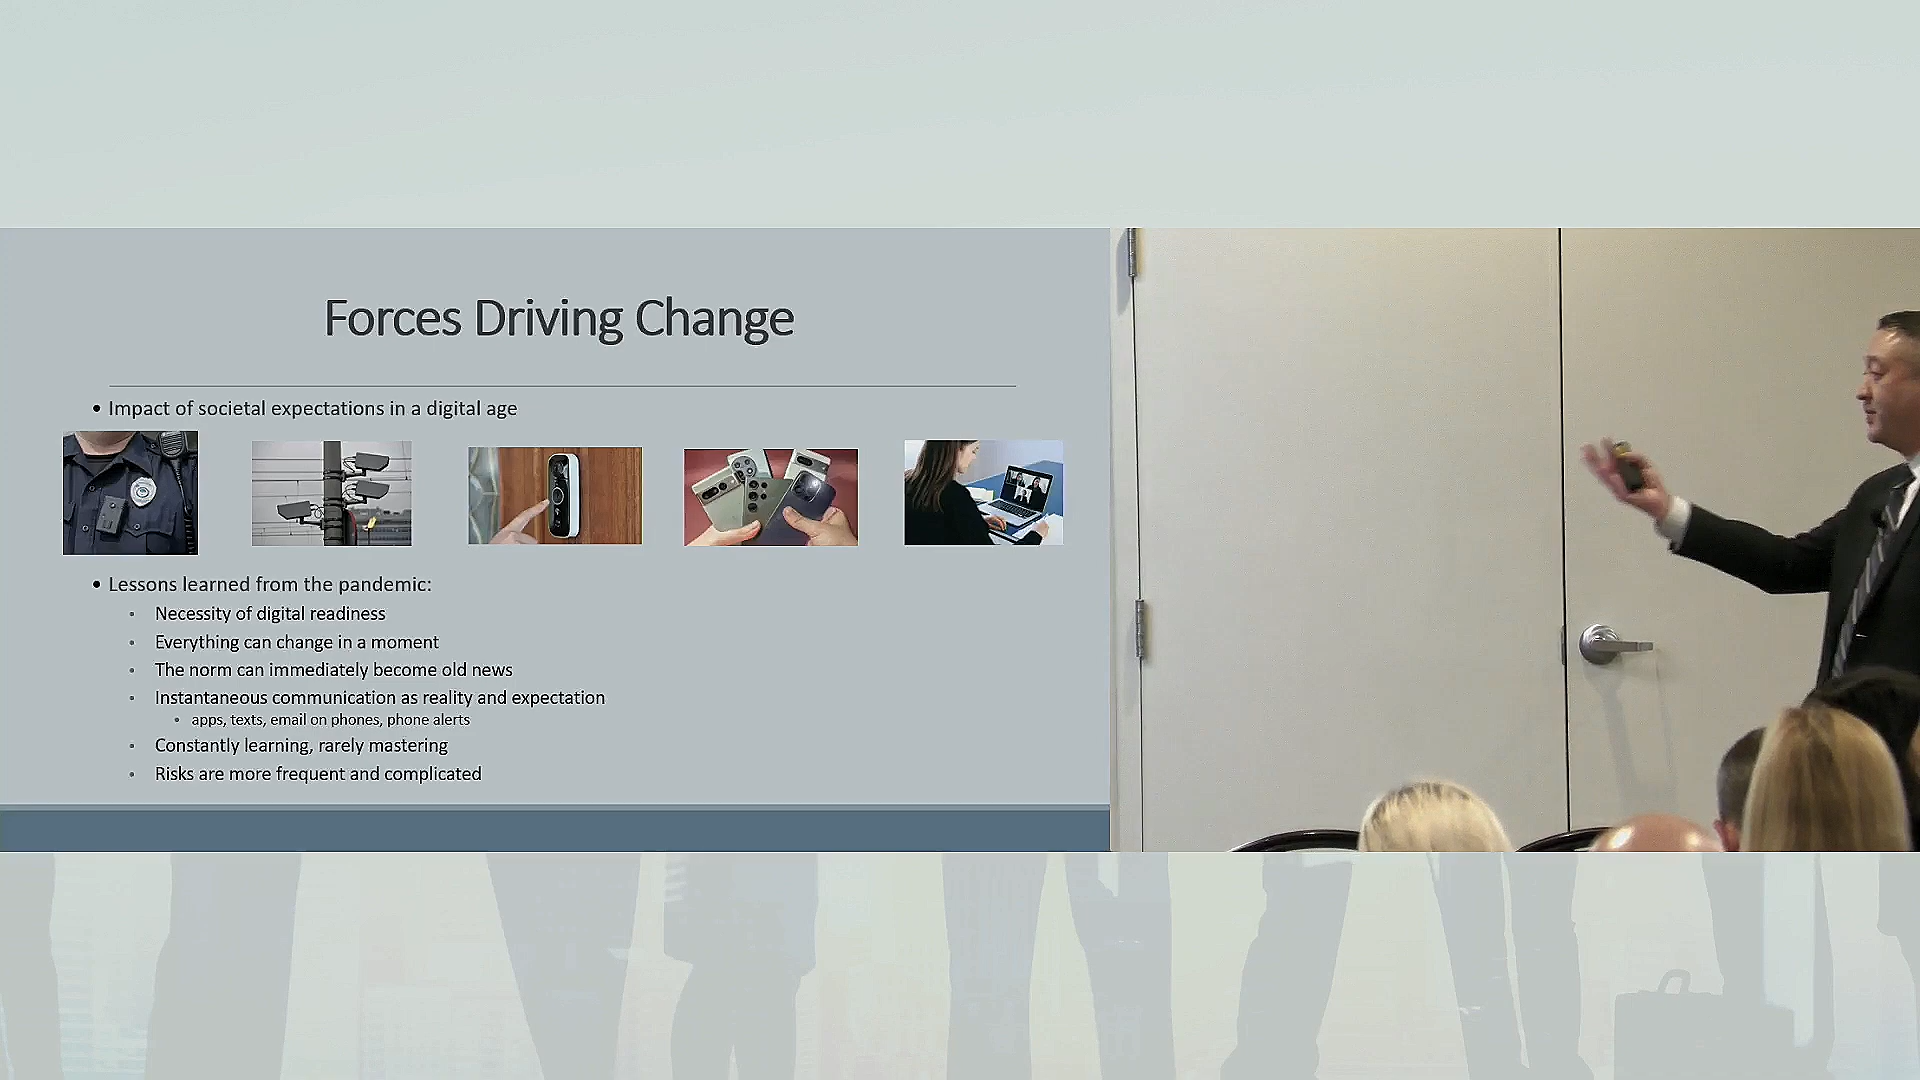 Forces Driving Change
• Impact of societal expectations in a digital age
• Lessons learned from the pandemic:
▪ Necessity of digital readiness
▪ Everything can change in a moment
▪ The norm can immediately become old news
▪ Instantaneous communication as reality and expectation
▪ apps, texts, email on phones, phone alerts
▪ Constantly learning, rarely mastering
▪ Risks are more frequent and complicated